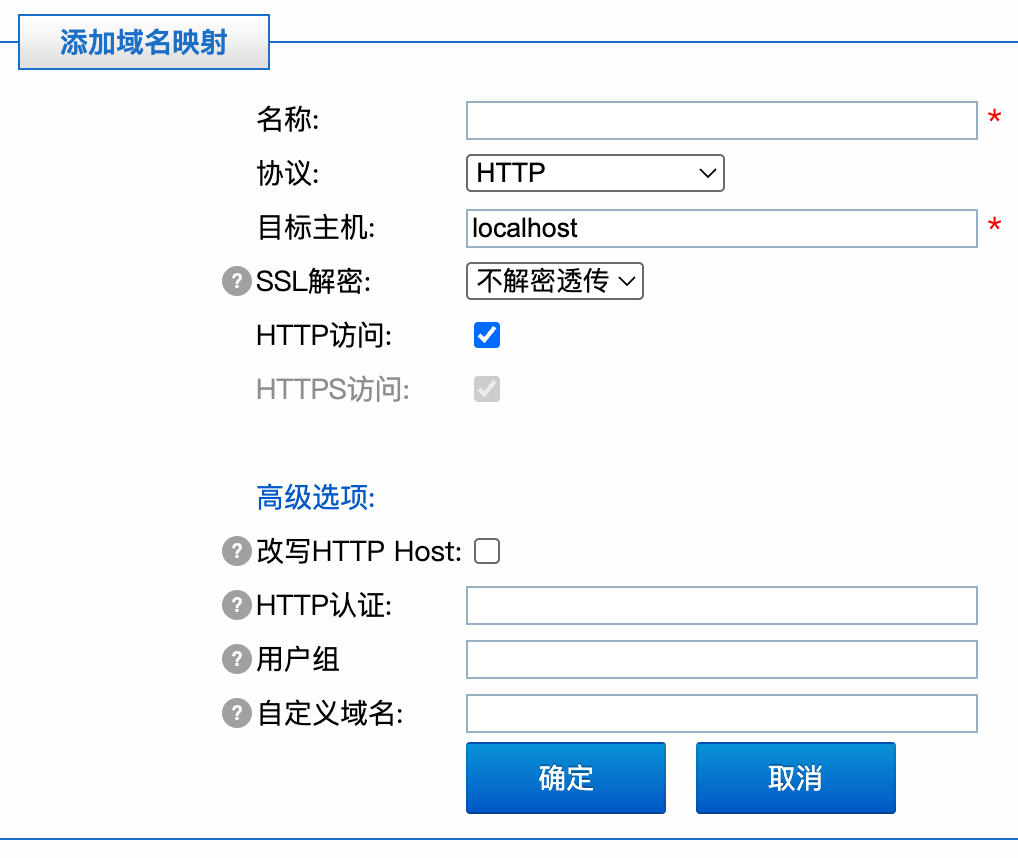 添加域名映射
名称: *
协议: HTTP
目标主机: localhost *
? SSL解密: 不解密透传
HTTP访问:
HTTPS访问:
高级选项:
? 改写HTTP Host:
? HTTP认证:
? 用户组
? 自定义域名:
确定 取消